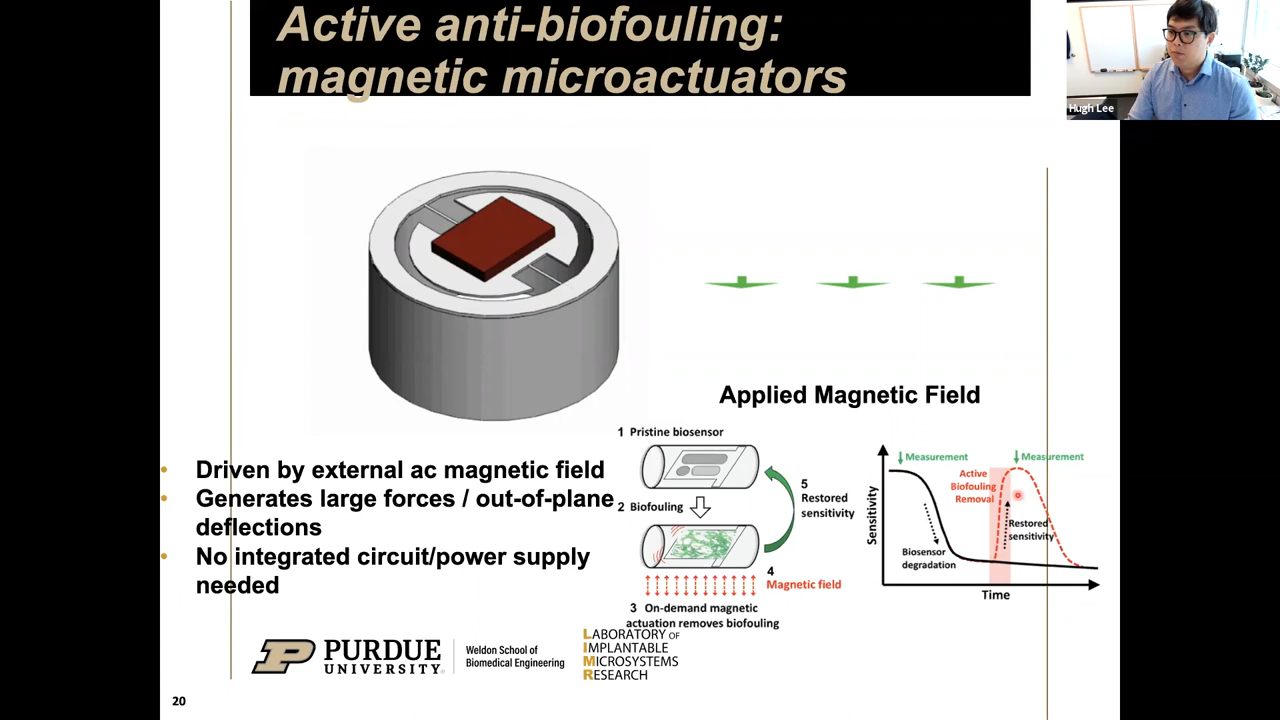 Active anti-biofouling:
magnetic microactuators
Hugh Lee
Applied Magnetic Field
• Driven by external ac magnetic field
• Generates large forces / out-of-plane
deflections
• No integrated circuit/power supply
needed
1 Pristine biosensor
2 Biofouling
5
Restored
sensitivity
4
Magnetic field
3 On-demand magnetic
actuation removes biofouling
Sensitivity
Measurement
Measurement
Active
Biofouling
Removal
Restored
sensitivity
Biosensor
degradation
Time
P PURDUE
UNIVERSITY
Weldon School of
Biomedical Engineering
LABORATORY OF
IMPLANTABLE
MICROSYSTEMS
RESEARCH
20